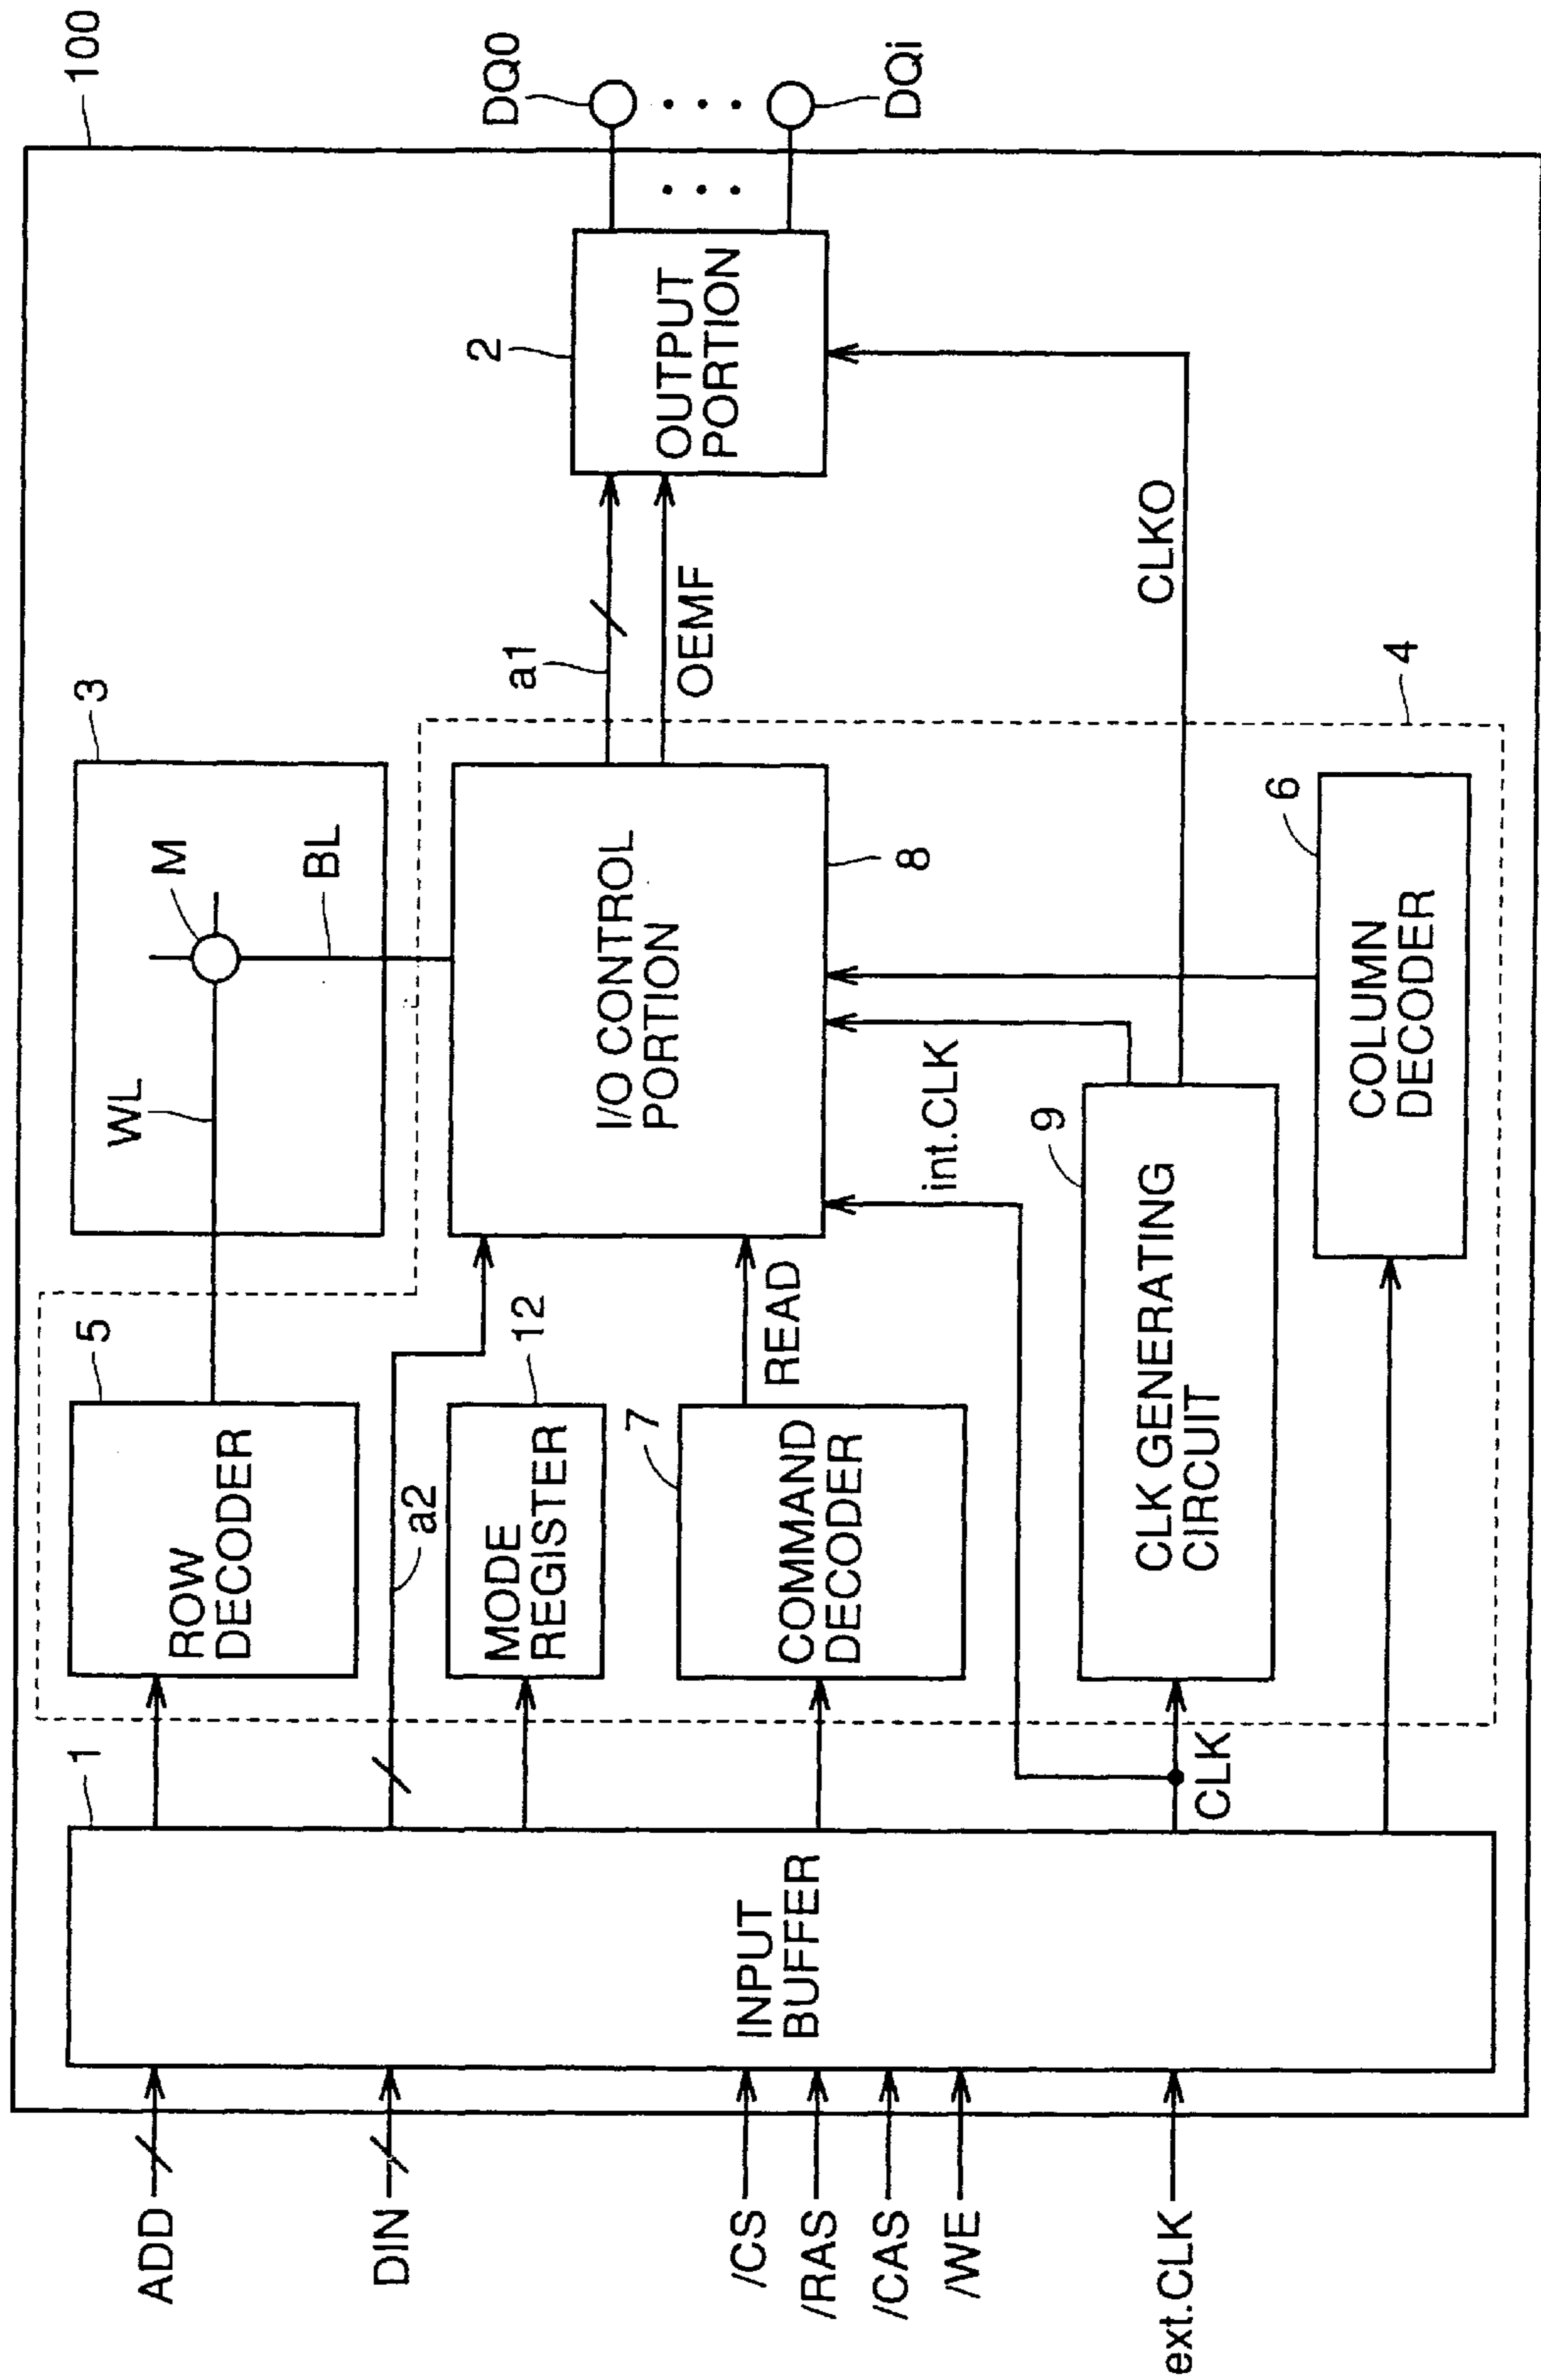 100
DQ0
DQi
3
M
BL
WL
2
OUTPUT
PORTION
a1
OEMF
CLKO
4
5
ROW
DECODER
a2
12
MODE
REGISTER
7
COMMAND
DECODER
READ
I/O CONTROL
PORTION
8
int.CLK
9
CLK GENERATING
CIRCUIT
6
COLUMN
DECODER
CLK
1
INPUT
BUFFER
ADD
DIN
/CS
/RAS
/CAS
/WE
ext.CLK